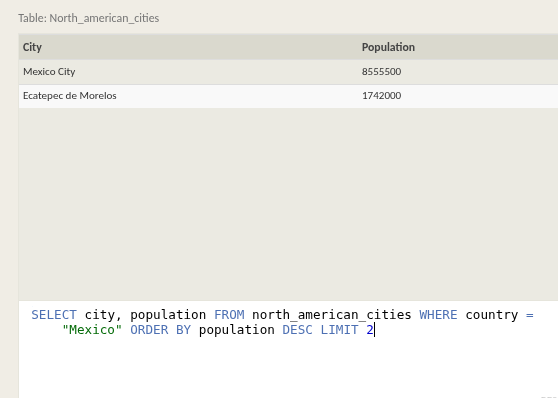 Table: North_american_cities
City Population
Mexico City 8555500
Ecatepec de Morelos 1742000
SELECT city, population FROM north_american_cities WHERE country =
"Mexico" ORDER BY population DESC LIMIT 2